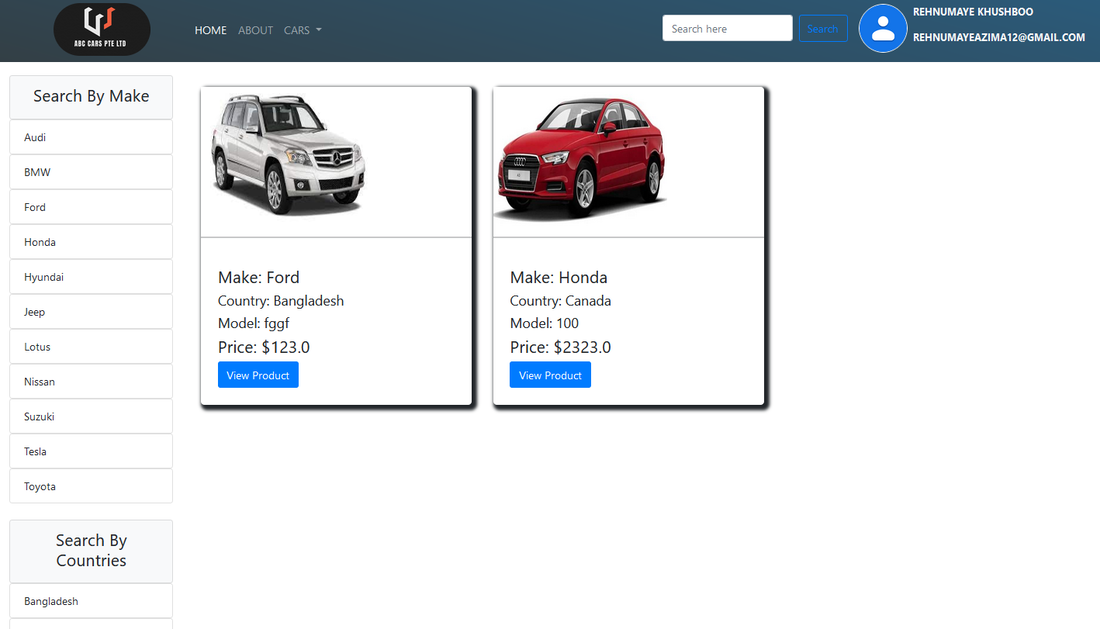 ABC CARS PTE LTD
HOME ABOUT CARS
Search here
Search
REHNUMAYE KHUSHBOO
REHNUMAYEAZIMA12@GMAIL.COM
Search By Make
Audi
BMW
Ford
Honda
Hyundai
Jeep
Lotus
Nissan
Suzuki
Tesla
Toyota
Search By
Countries
Bangladesh
Make: Ford
Country: Bangladesh
Model: fggf
Price: $123.0
View Product
Make: Honda
Country: Canada
Model: 100
Price: $2323.0
View Product